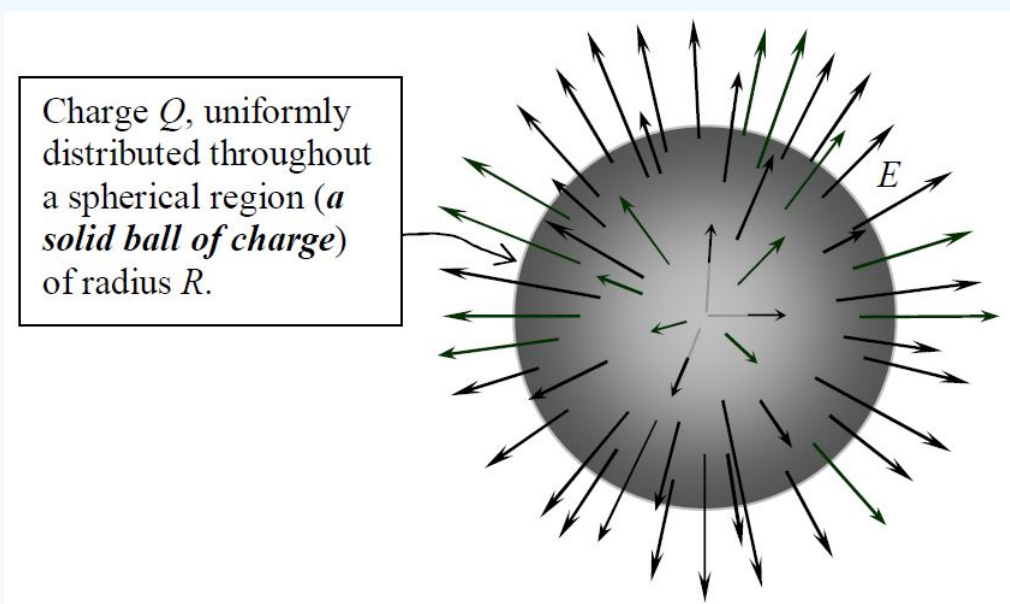 Charge Q, uniformly
distributed throughout
a spherical region (a
solid ball of charge)
of radius R.
E